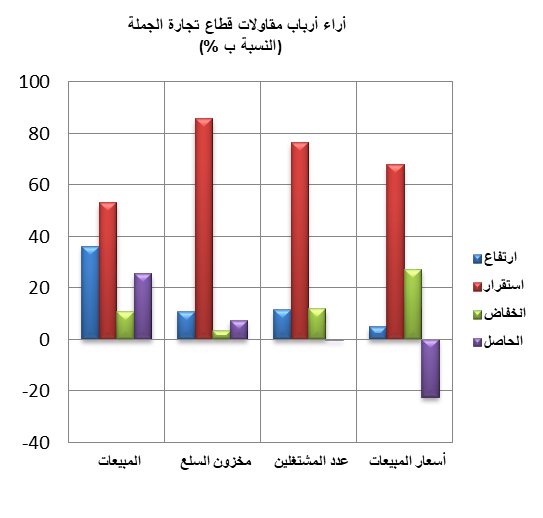 أراء أرباب مقاولات قطاع تجارة الجملة
(النسبة ب %)
100
80
60
40
20
0
-20
-40
ارتفاع
استقرار
انخفاض
الحاصل
المبيعات
مخزون السلع
عدد المشتغلين
أسعار المبيعات